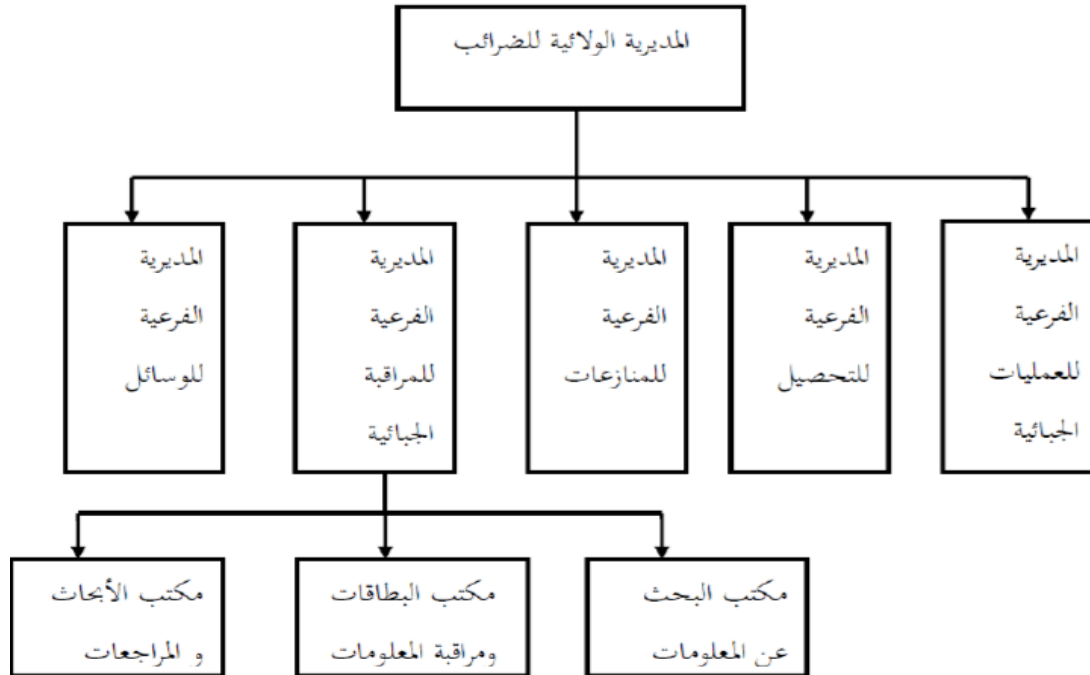 المديرية الولائية للضرائب
المديرية
الفرعية
للعمليات
الجبائية
المديرية
الفرعية
للتحصيل
المديرية
الفرعية
للمنازعات
المديرية
الفرعية
للمراقبة
الجبائية
المديرية
الفرعية
للوسائل
مكتب البحث
عن المعلومات
مكتب البطاقات
ومراقبة المعلومات
مكتب الأبحاث
و المراجعات